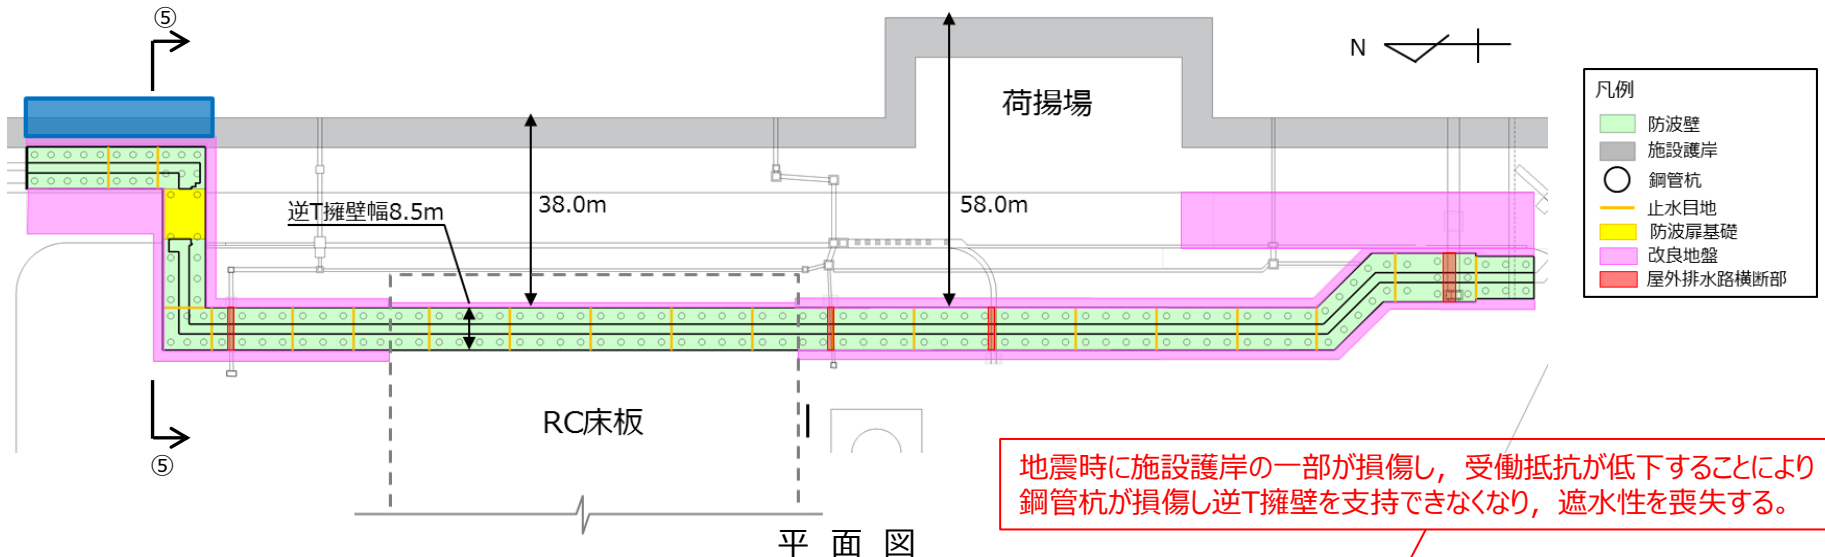 ⑤
N
荷揚場
凡例
防波壁
施設護岸
鋼管杭
止水目地
防波扉基礎
改良地盤
屋外排水路横断部
逆T擁壁幅8.5m
38.0m
58.0m
RC床板
⑤
地震時に施設護岸の一部が損傷し，受働抵抗が低下することにより
鋼管杭が損傷し逆T擁壁を支持できなくなり，遮水性を喪失する。
平面図